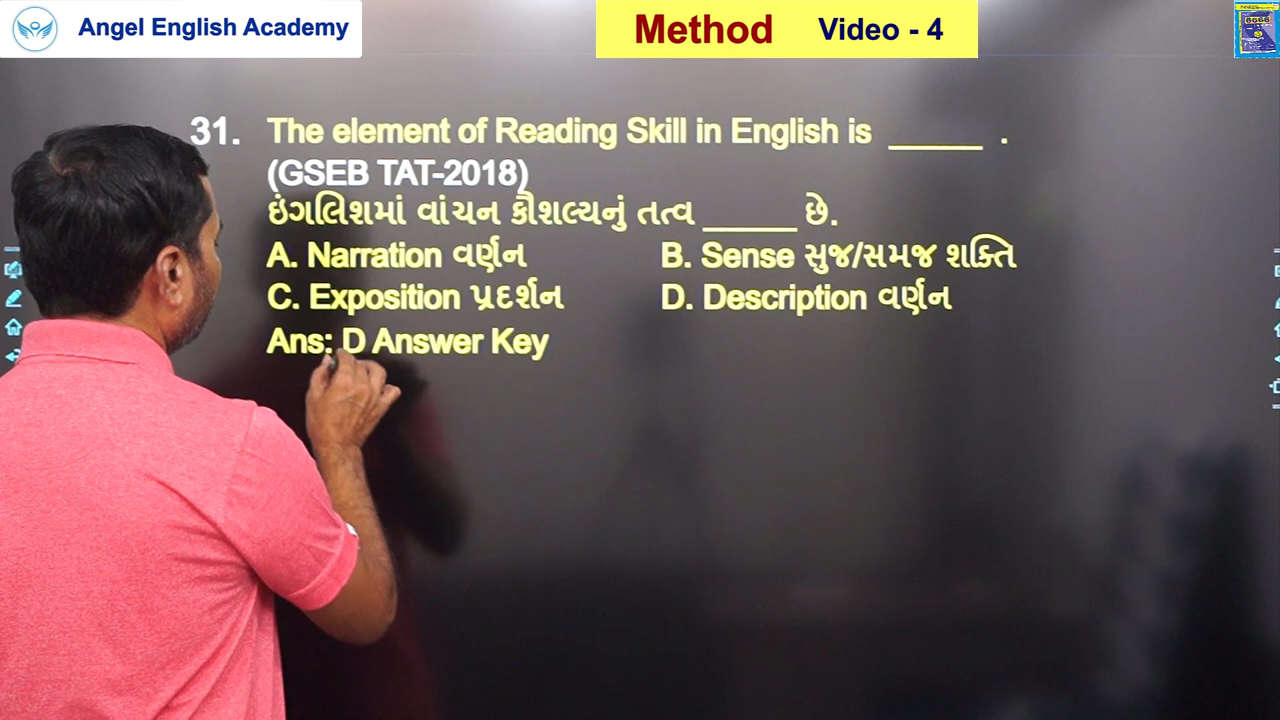 Angel English Academy
Method Video - 4
31. The element of Reading Skill in English is _____ .
(GSEB TAT-2018)
ઇંગલિશમાં વાંચન કૌશલ્યનું તત્વ _____ છે.
A. Narration વર્ણન B. Sense સુજ/સમજ શક્તિ
C. Exposition પ્રદર્શન D. Description વર્ણન
Ans: D Answer Key